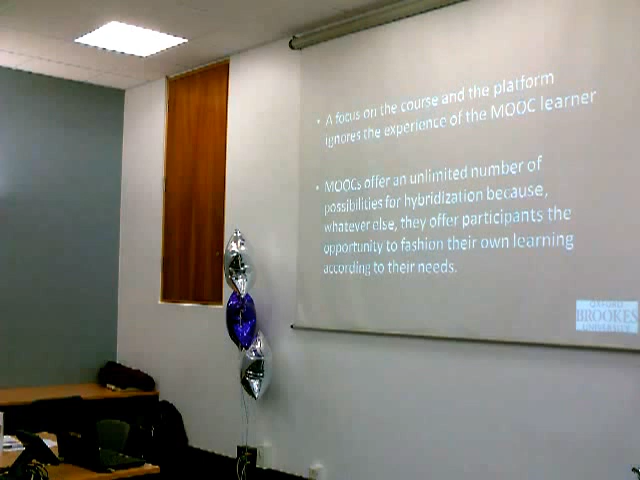 • A focus on the course and the platform
ignores the experience of the MOOC learner
• MOOCs offer an unlimited number of
possibilities for hybridization because,
whatever else, they offer participants the
opportunity to fashion their own learning
according to their needs.
OXFORD
BROOKES
UNIVERSITY